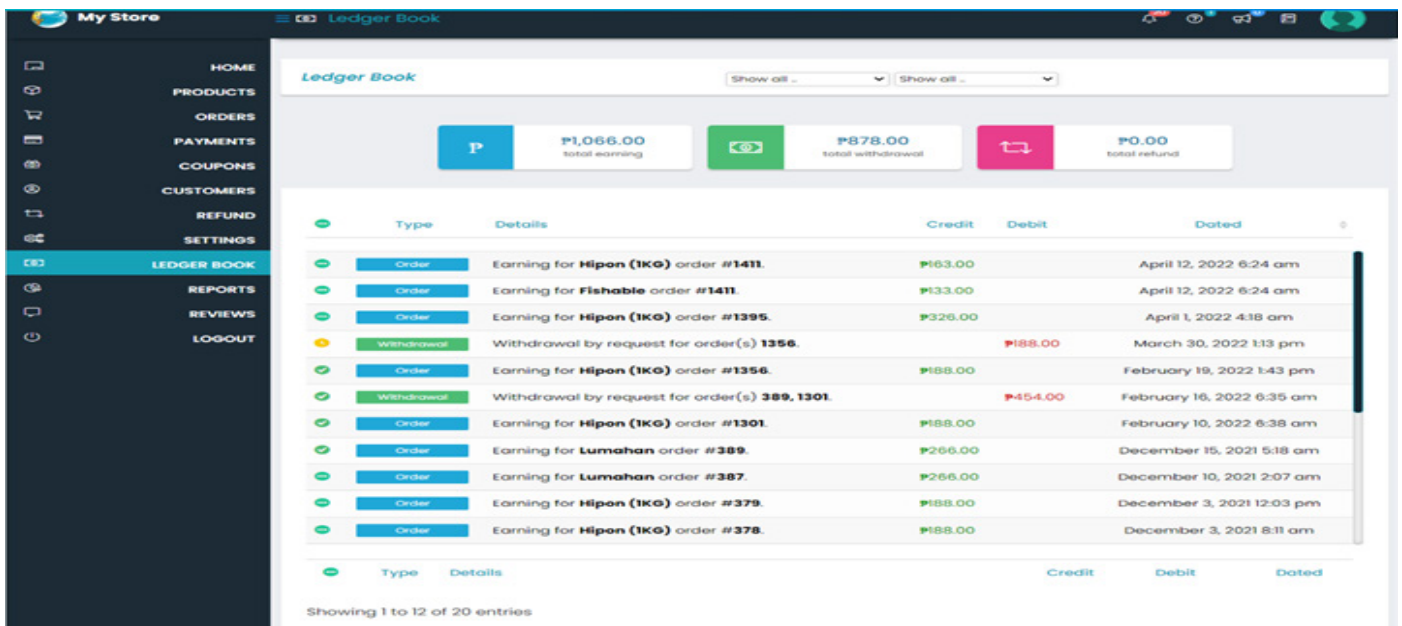 My Store
Ledger Book
HOME
PRODUCTS
ORDERS
PAYMENTS
COUPONS
CUSTOMERS
REFUND
SETTINGS
LEDGER BOOK
REPORTS
REVIEWS
LOGOUT
Ledger Book Show all .. Show all ..
₱1,066.00 ₱878.00 ₱0.00
total earning total withdrawal total refund
Type Details Credit Debit Dated
Order Earning for Hipon (1KG) order #1411. ₱163.00 April 12, 2022 6:24 am
Order Earning for Fishable order #1411. ₱133.00 April 12, 2022 6:24 am
Order Earning for Hipon (1KG) order #1395. ₱326.00 April 1, 2022 4:18 am
Withdrawal Withdrawal by request for order(s) 1356. ₱188.00 March 30, 2022 1:13 pm
Order Earning for Hipon (1KG) order #1356. ₱188.00 February 19, 2022 1:43 pm
Withdrawal Withdrawal by request for order(s) 389, 1301. ₱454.00 February 16, 2022 6:35 am
Order Earning for Hipon (1KG) order #1301. ₱188.00 February 10, 2022 6:38 am
Order Earning for Lumahan order #389. ₱266.00 December 15, 2021 5:18 am
Order Earning for Lumahan order #387. ₱266.00 December 10, 2021 2:07 am
Order Earning for Hipon (1KG) order #379. ₱188.00 December 3, 2021 12:03 pm
Order Earning for Hipon (1KG) order #378. ₱188.00 December 3, 2021 8:11 am
Type Details Credit Debit Dated
Showing 1 to 12 of 20 entries